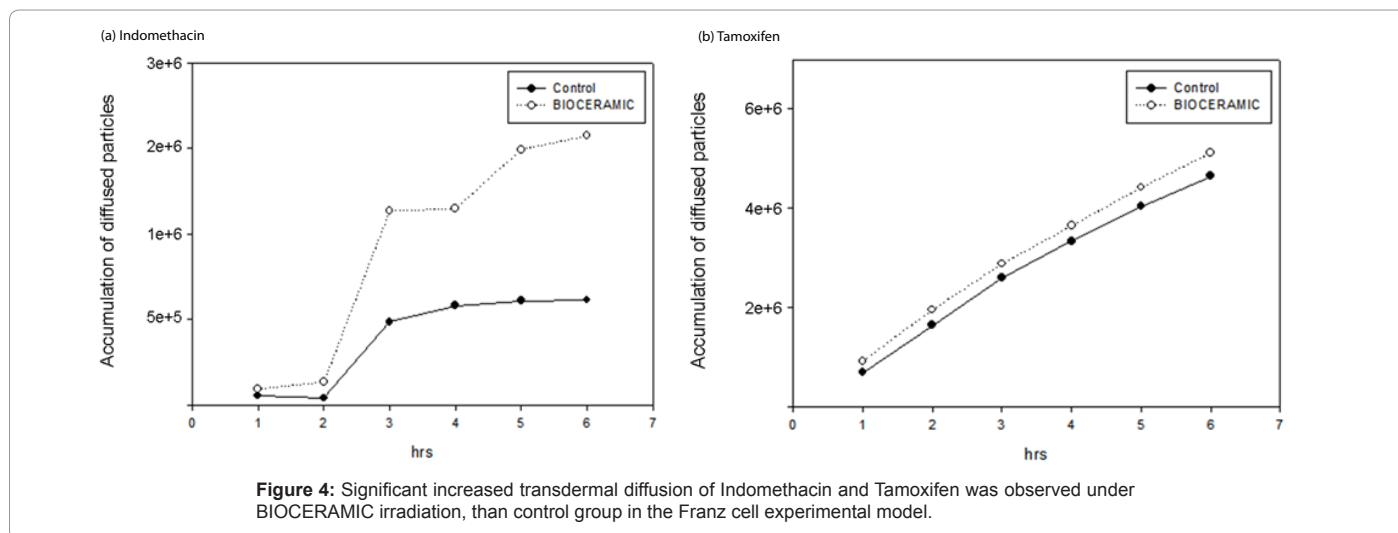 (a) Indomethacin
3e+6
2e+6
1e+6
5e+5
Accumulation of diffused particles
Control
BIOCERAMIC
0 1 2 3 4 5 6 7
hrs
(b) Tamoxifen
6e+6
4e+6
2e+6
Accumulation of diffused particles
Control
BIOCERAMIC
0 1 2 3 4 5 6 7
hrs
Figure 4: Significant increased transdermal diffusion of Indomethacin and Tamoxifen was observed under
BIOCERAMIC irradiation, than control group in the Franz cell experimental model.